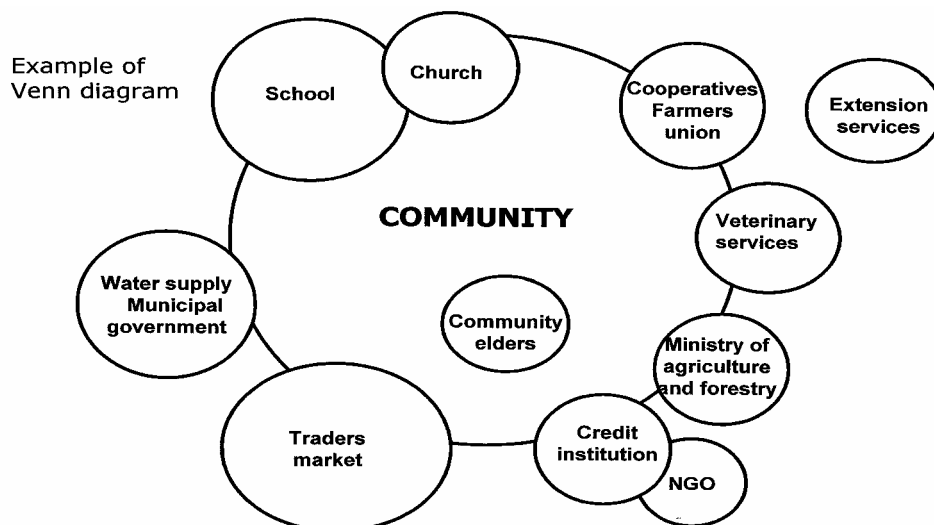 Example of
Venn diagram
School
Church
Cooperatives
Farmers
union
Extension
services
COMMUNITY
Veterinary
services
Water supply
Municipal
government
Community
elders
Ministry of
agriculture
and forestry
Traders
market
Credit
institution
NGO